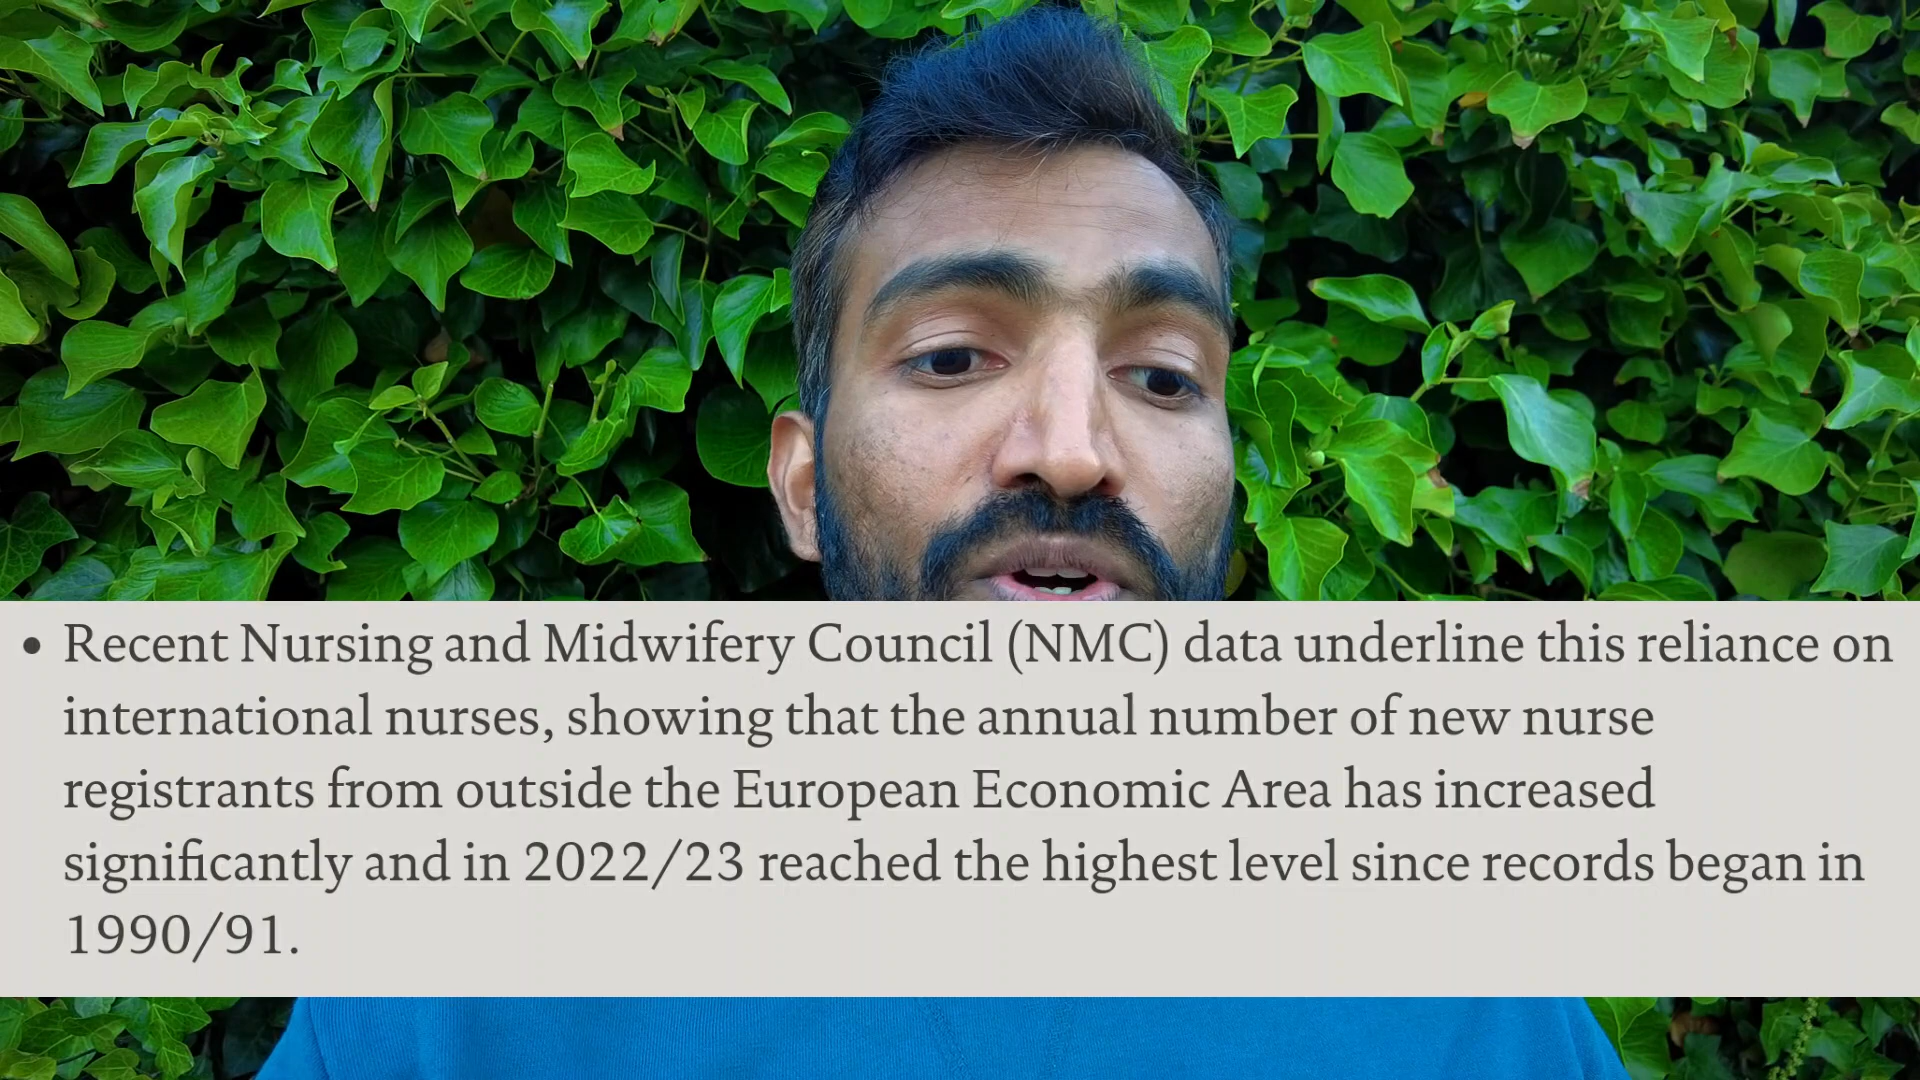 • Recent Nursing and Midwifery Council (NMC) data underline this reliance on
international nurses, showing that the annual number of new nurse
registrants from outside the European Economic Area has increased
significantly and in 2022/23 reached the highest level since records began in
1990/91.